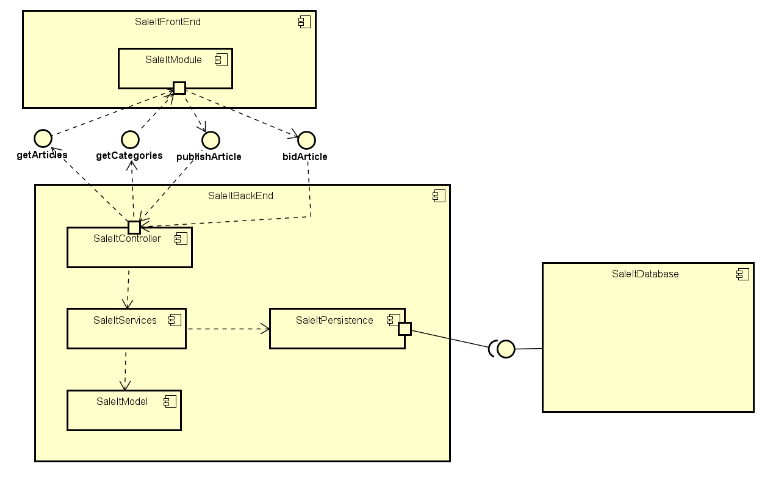 SaleItFrontEnd
SaleItModule
getArticles
getCategories
publishArticle
bidArticle
SaleItBackEnd
SaleItController
SaleItDatabase
SaleItServices
SaleItPersistence
SaleItModel